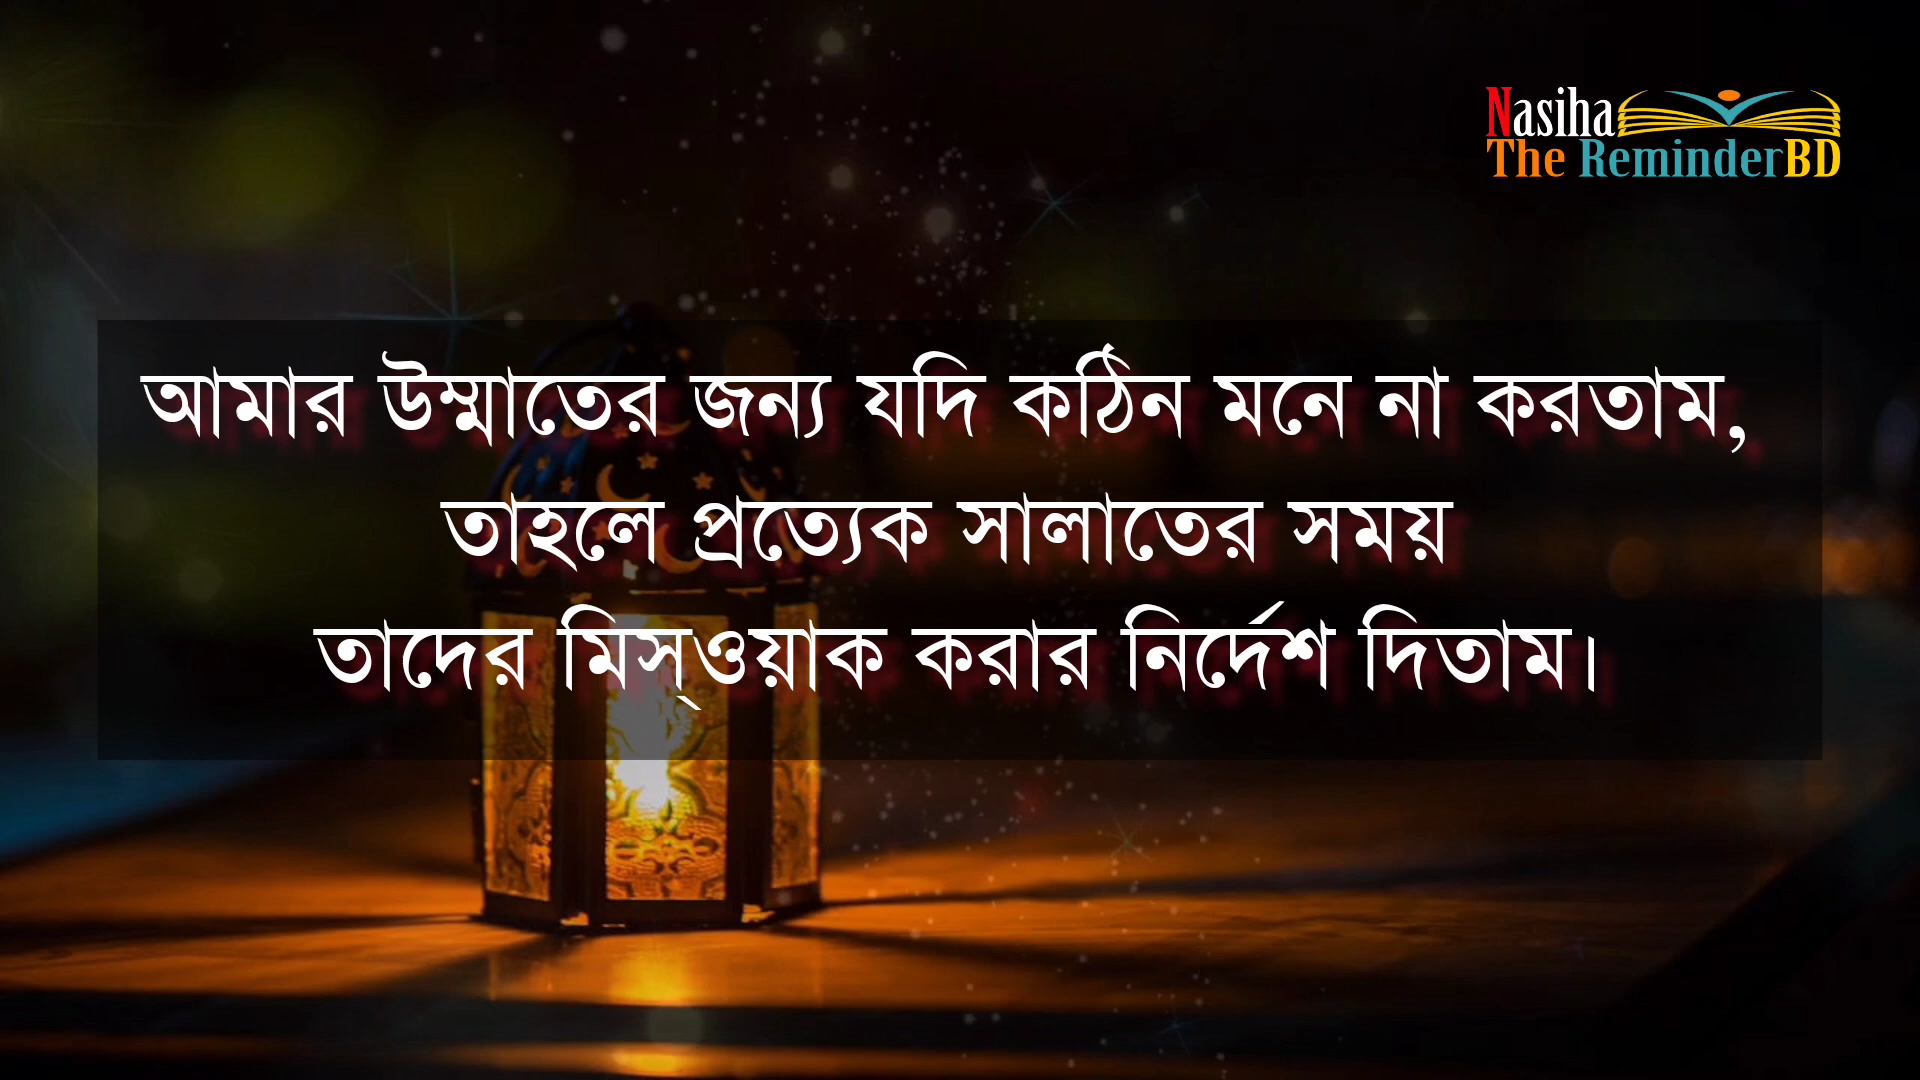 Nasiha
The ReminderBD
আমার উম্মাতের জন্য যদি কঠিন মনে না করতাম,
তাহলে প্রত্যেক সালাতের সময়
তাদের মিস্‌ওয়াক করার নির্দেশ দিতাম।